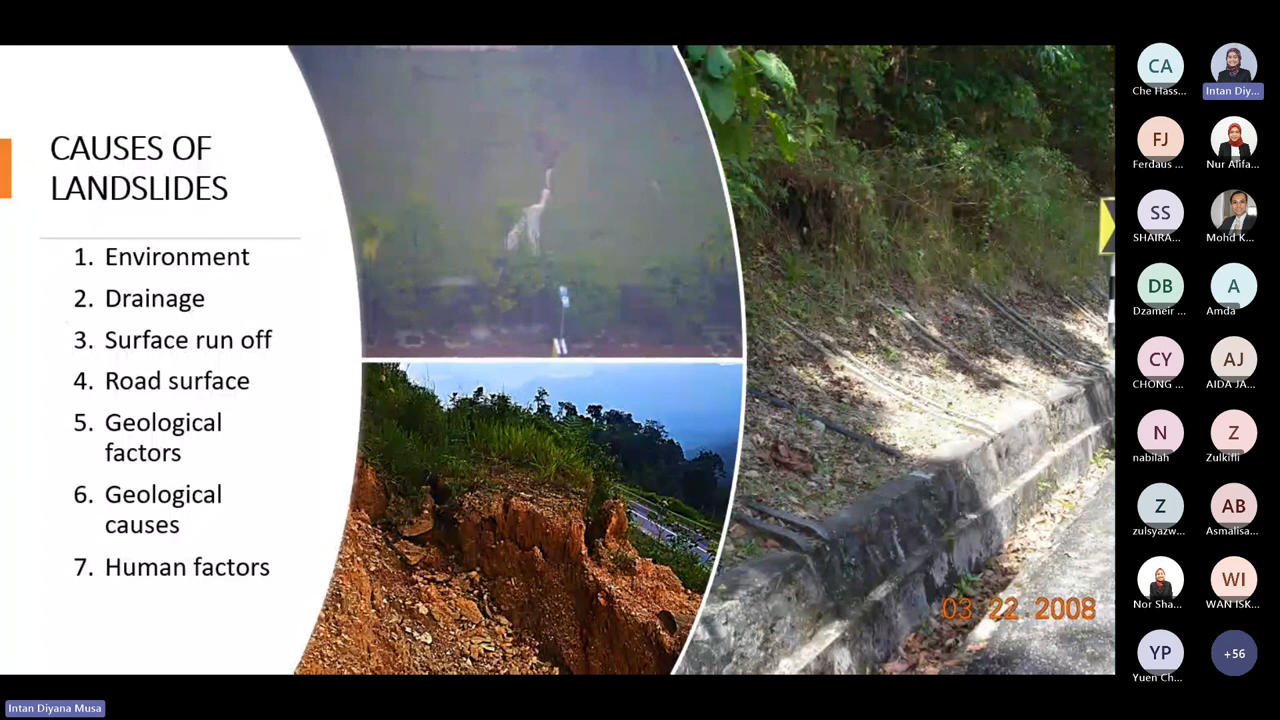 CAUSES OF
LANDSLIDES
1. Environment
2. Drainage
3. Surface run off
4. Road surface
5. Geological
factors
6. Geological
causes
7. Human factors
03 22 2008
CA
Che Hass...
Intan Diy...
FJ
Ferdaus ...
Nur Alifa...
SS
SHAIRA...
Mohd K...
DB
Dzameir ...
A
Amda
CY
CHONG ...
AJ
AIDA JA...
N
nabilah
Z
Zulkifli
Z
zulsyazw...
AB
Asmalisa...
Nor Sha...
WI
WAN ISK...
YP
Yuen Ch...
+56
Intan Diyana Musa